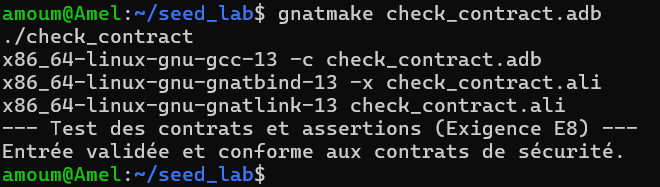 amoum@Amel:~/seed_lab$ gnatmake check_contract.adb
./check_contract
x86_64-linux-gnu-gcc-13 -c check_contract.adb
x86_64-linux-gnu-gnatbind-13 -x check_contract.ali
x86_64-linux-gnu-gnatlink-13 check_contract.ali
--- Test des contrats et assertions (Exigence E8) ---
Entrée validée et conforme aux contrats de sécurité.
amoum@Amel:~/seed_lab$